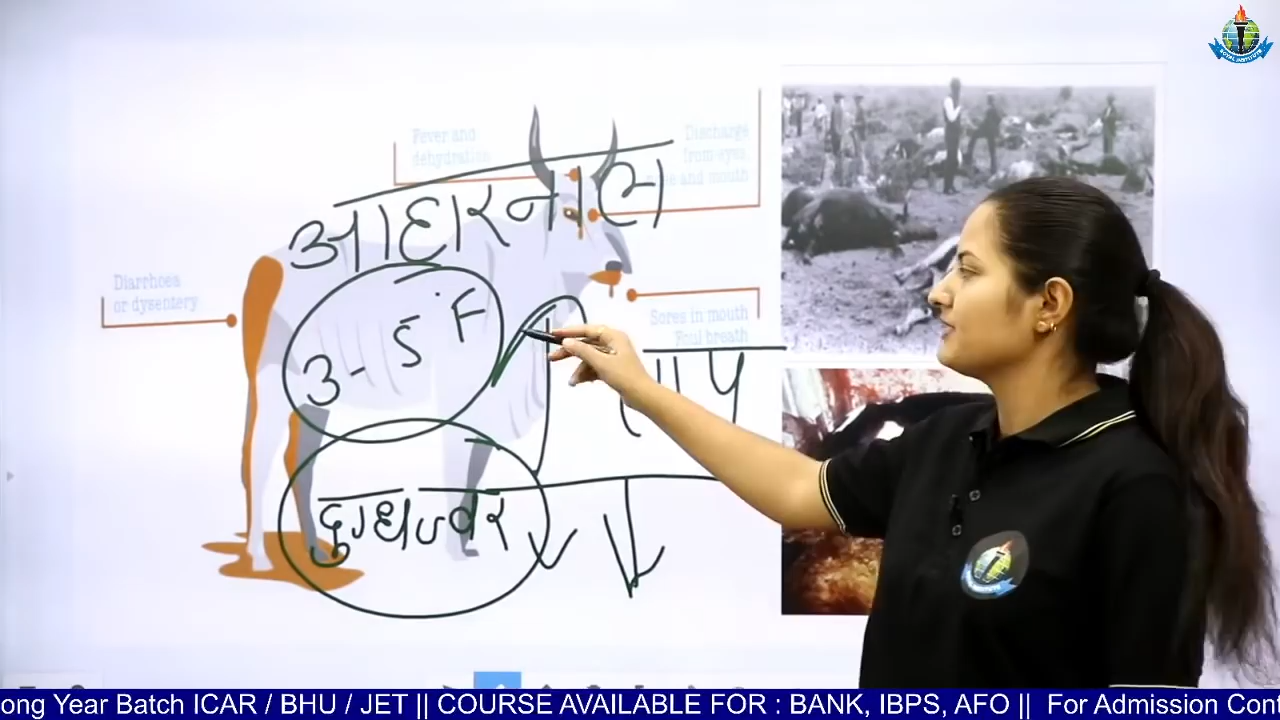 Fever and
dehydration
Discharge
from eyes,
nose and mouth
आहारनाल
Diarrhoea
or dysentery
Sores in mouth
Foul breath
3- 5 F
ताप
दुग्धज्वर
ong Year Batch ICAR / BHU / JET || COURSE AVAILABLE FOR : BANK, IBPS, AFO || For Admission Con